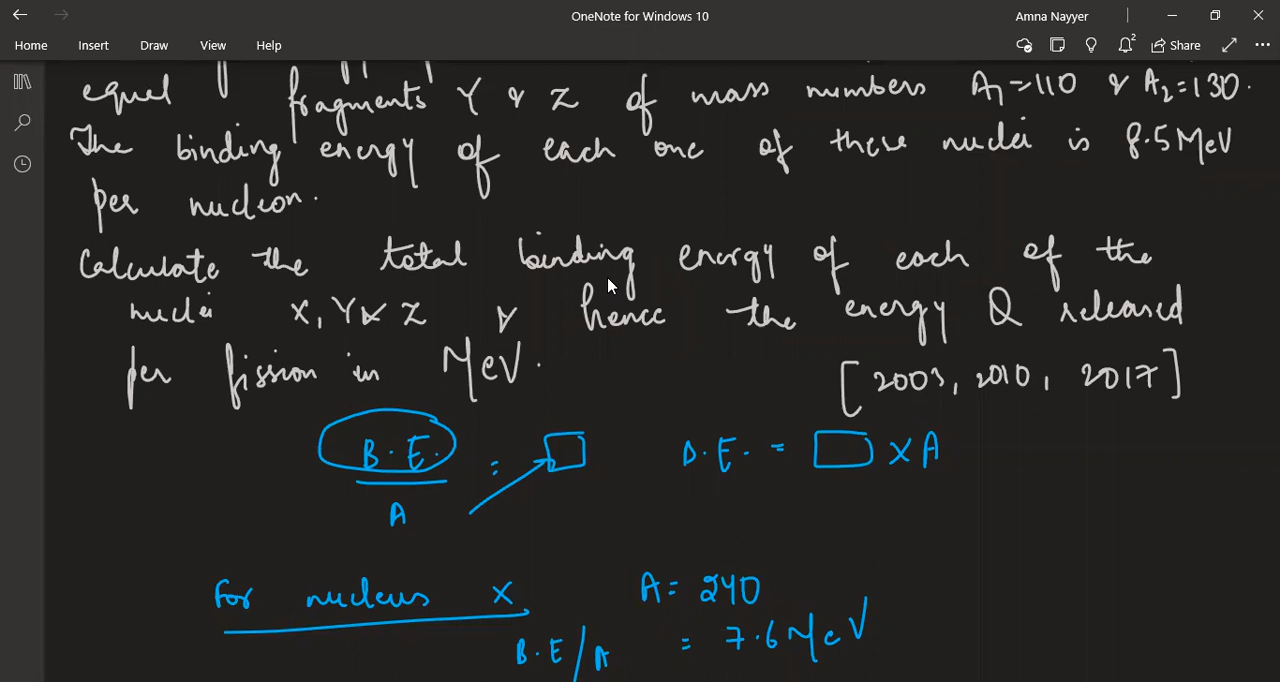 OneNote for Windows 10
Amna Nayyer
Home Insert Draw View Help
2
Share
equal fragments Y & Z of mass numbers A₁=110 & A₂=130.
The binding energy of each one of these nuclei is 8.5 MeV
per nucleon.
Calculate the total binding energy of each of the
nuclei X, Y & Z & hence the energy Q released
per fission in MeV.
[2003, 2010, 2017]
B.E. / A = □ B.E. = □ X A
For nucleus X A = 240
B.E/A = 7.6 MeV